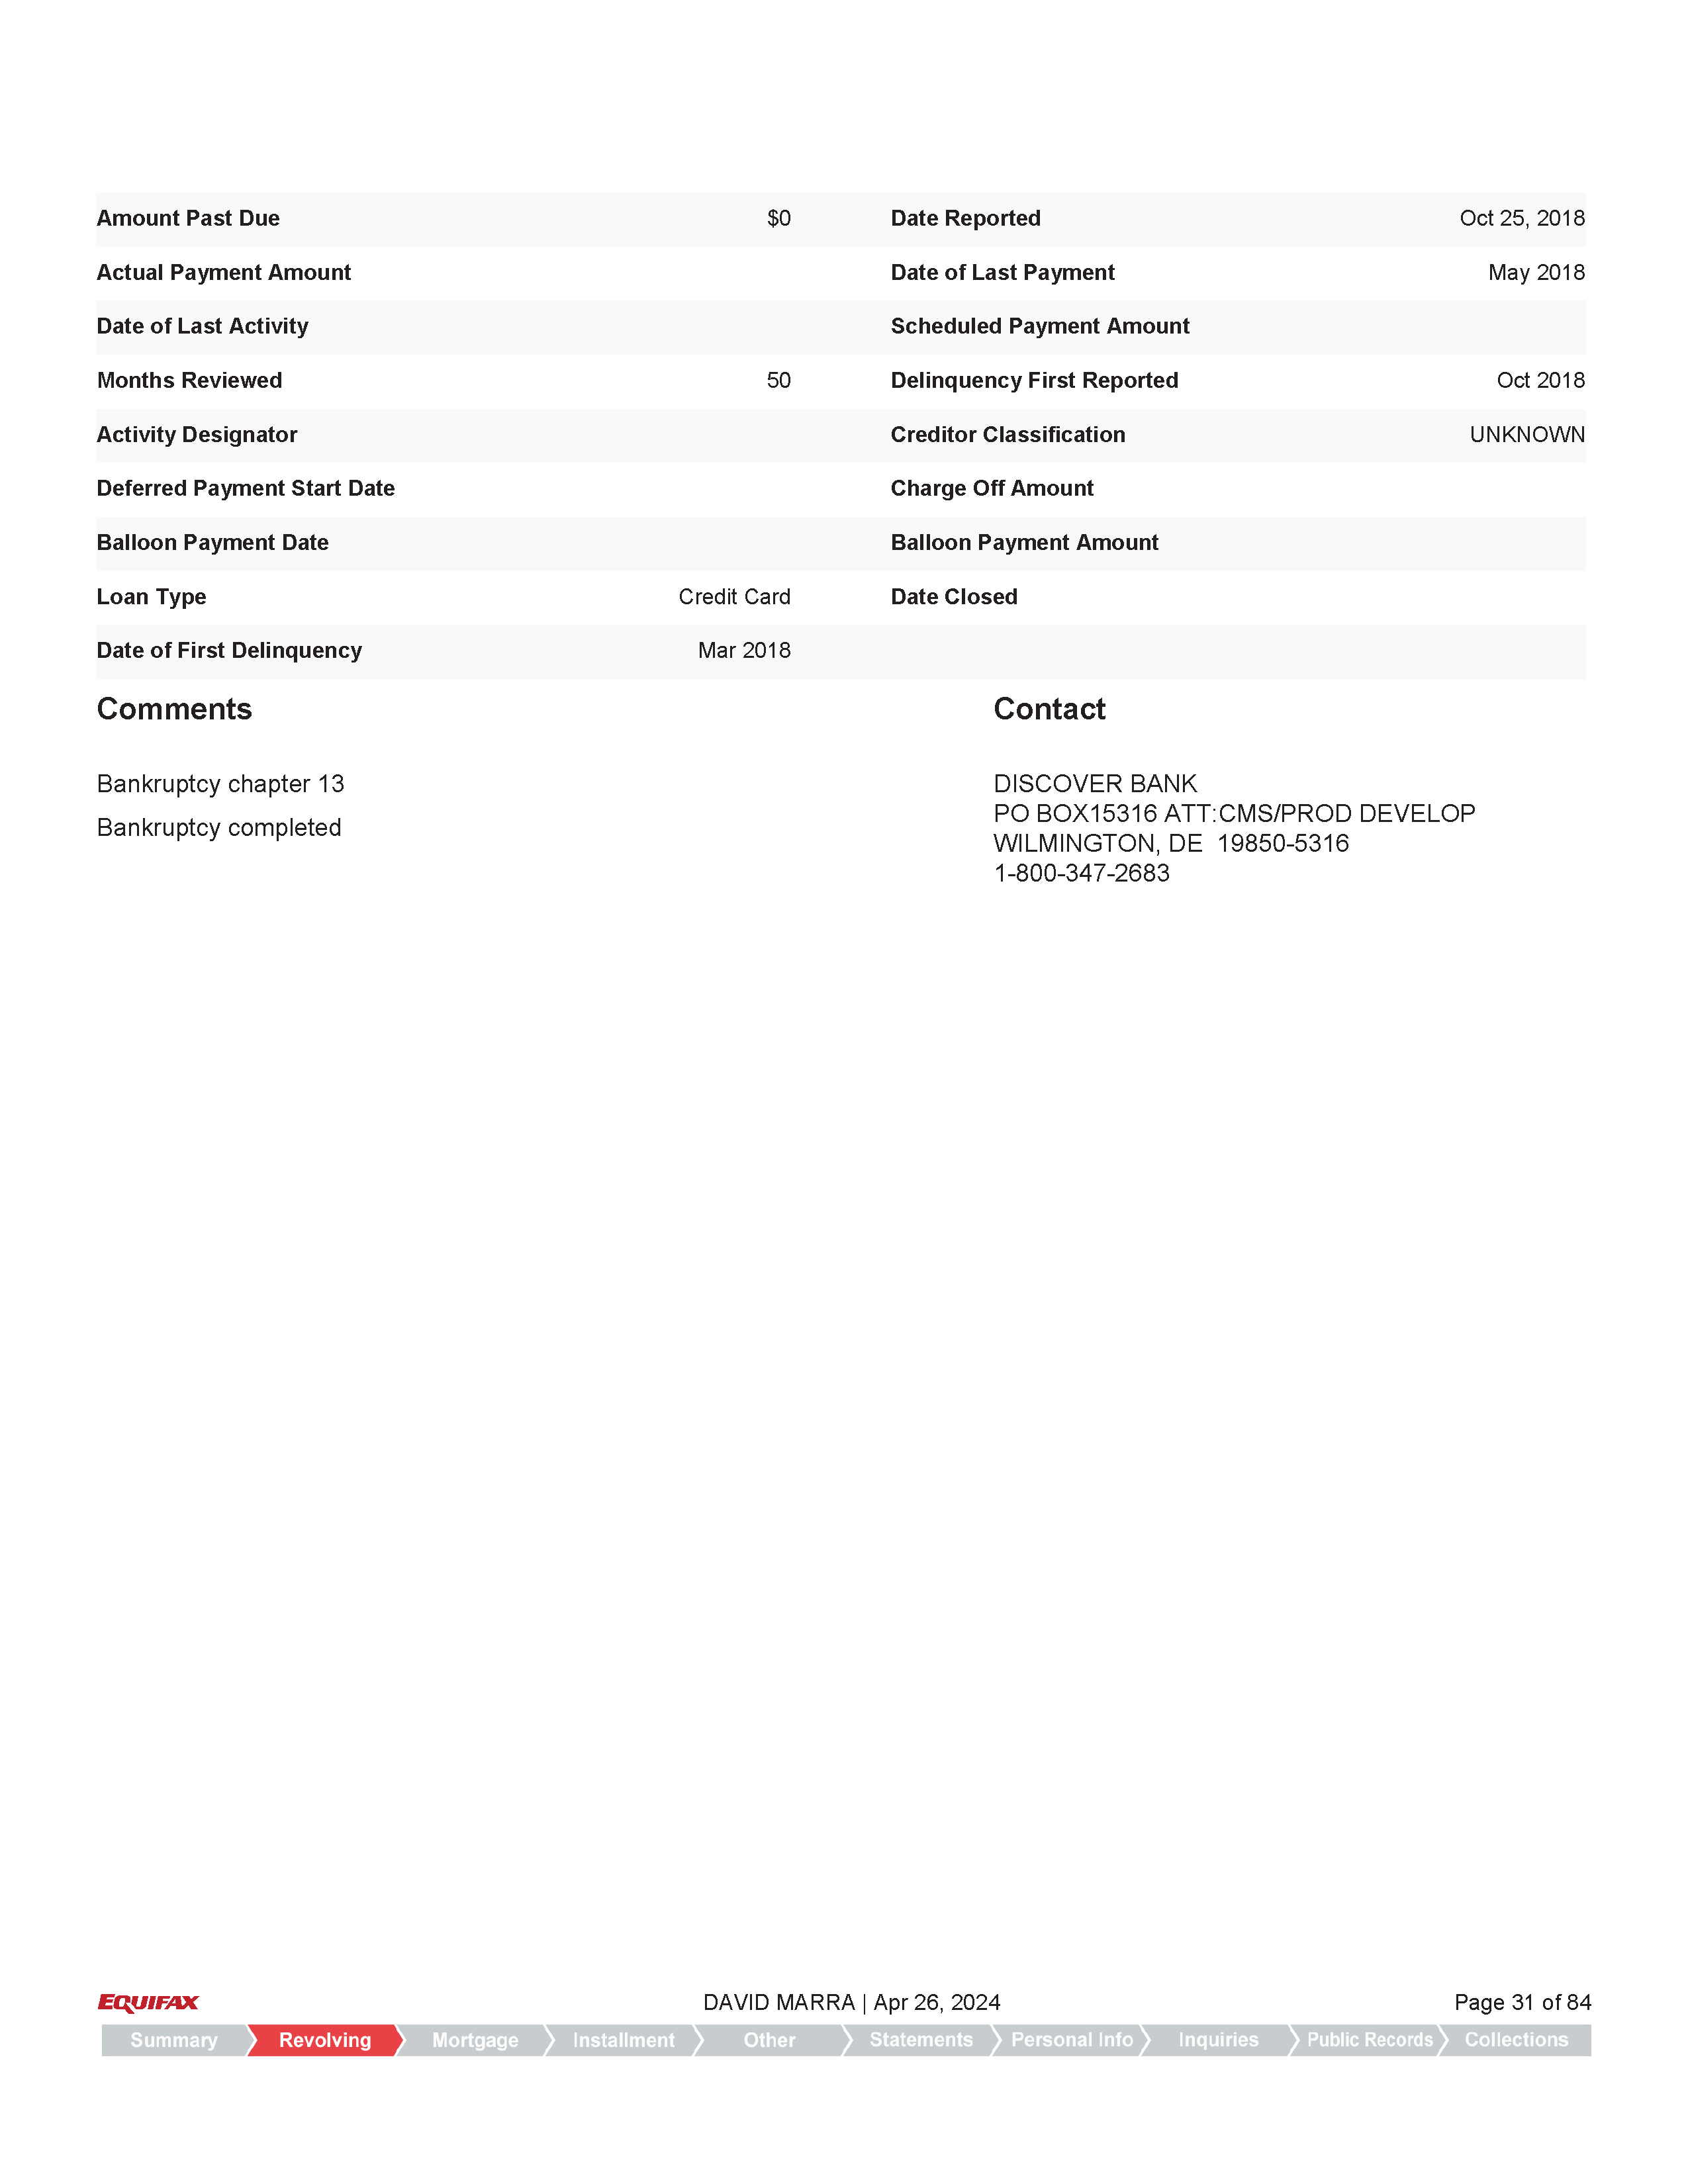 Amount Past Due $0 Date Reported Oct 25, 2018
Actual Payment Amount Date of Last Payment May 2018
Date of Last Activity Scheduled Payment Amount
Months Reviewed 50 Delinquency First Reported Oct 2018
Activity Designator Creditor Classification UNKNOWN
Deferred Payment Start Date Charge Off Amount
Balloon Payment Date Balloon Payment Amount
Loan Type Credit Card Date Closed
Date of First Delinquency Mar 2018
Comments
Bankruptcy chapter 13
Bankruptcy completed
Contact
DISCOVER BANK
PO BOX15316 ATT:CMS/PROD DEVELOP
WILMINGTON, DE 19850-5316
1-800-347-2683
EQUIFAX DAVID MARRA | Apr 26, 2024 Page 31 of 84
Summary Revolving Mortgage Installment Other Statements Personal Info Inquiries Public Records Collections